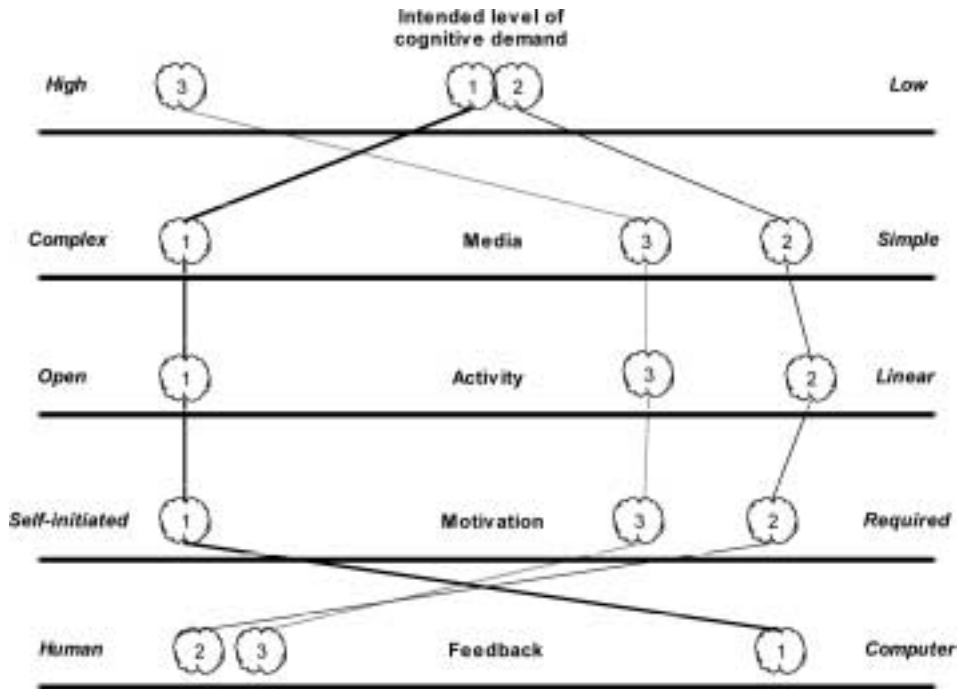 Intended level of
cognitive demand
High 3 1 2 Low
Complex 1 Media 3 2 Simple
Open 1 Activity 3 2 Linear
Self-initiated 1 Motivation 3 2 Required
Human 2 3 Feedback 1 Computer